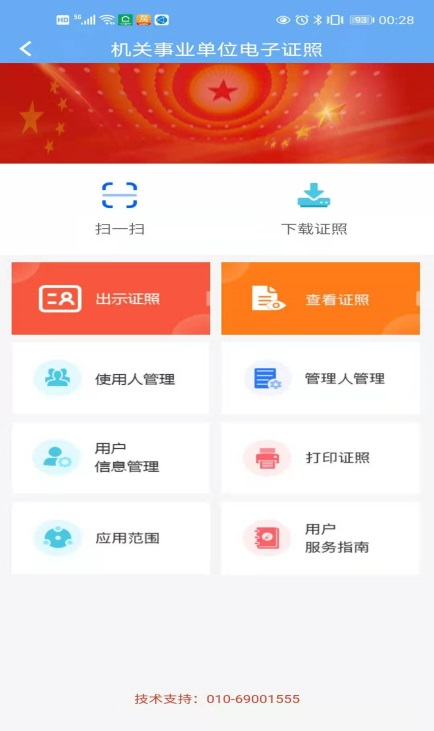 HD 5G 93 00:28
机关事业单位电子证照
扫一扫 下载证照
出示证照 查看证照
使用人管理 管理人管理
用户
信息管理
打印证照
应用范围
用户
服务指南
技术支持：010-69001555